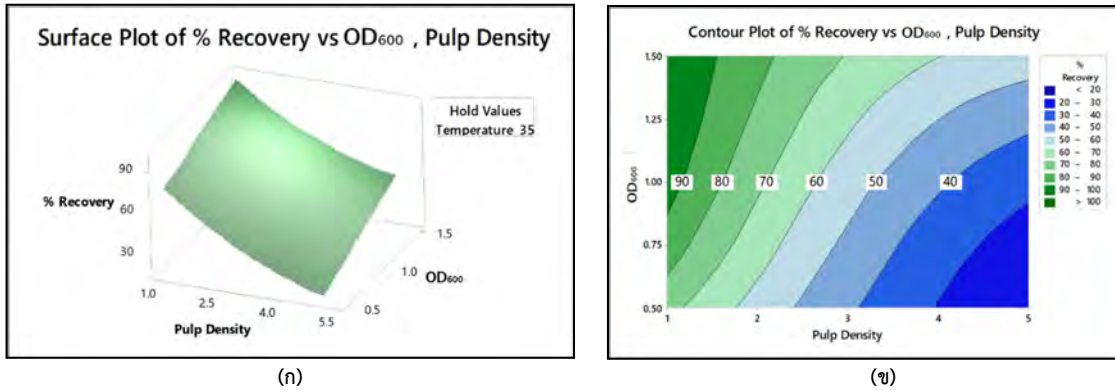 Surface Plot of % Recovery vs OD600 , Pulp Density
Hold Values
Temperature 35
90
% Recovery
60
30
1.5
1.0
OD600
0.5
1.0
2.5
4.0
5.5
Pulp Density
(ก)
Contour Plot of % Recovery vs OD600 , Pulp Density
1.50
1.25
OD600
1.00
0.75
0.50
90
80
70
60
50
40
1
2
3
4
5
Pulp Density
%
Recovery
< 20
20 – 30
30 – 40
40 – 50
50 – 60
60 – 70
70 – 80
80 – 90
90 – 100
> 100
(ข)